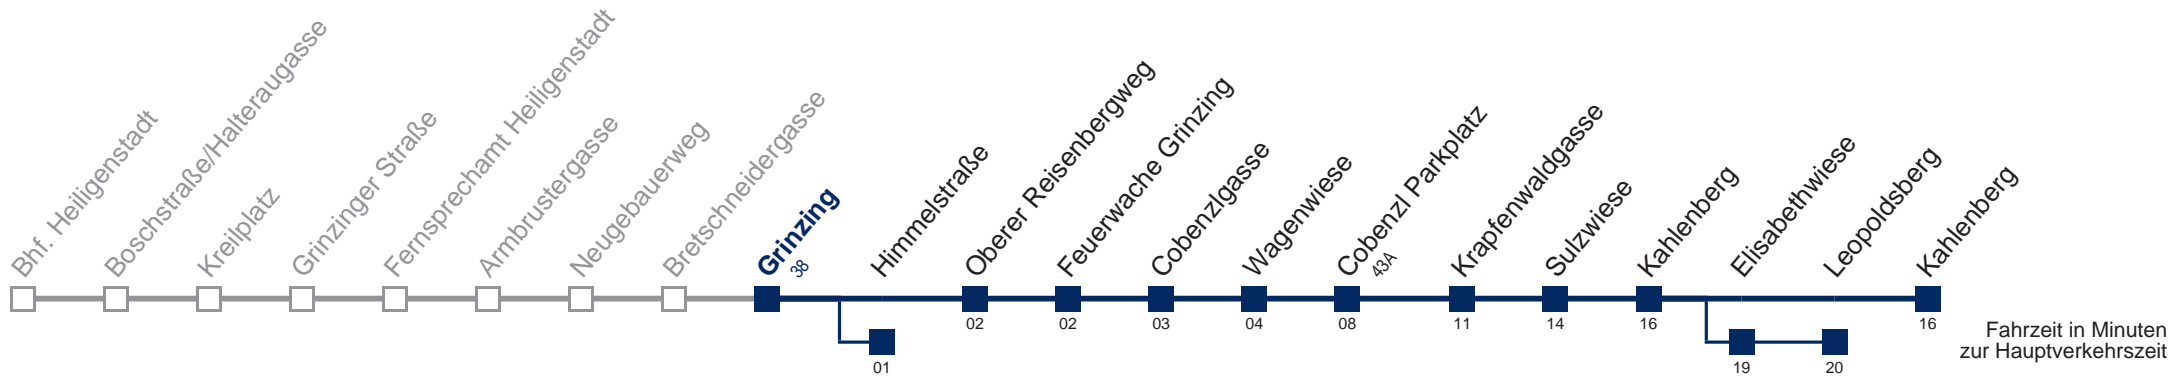 Bhf. Heiligenstadt
Boschstraße/Halteraugasse
Kreilplatz
Grinzinger Straße
Fernsprechamt Heiligenstadt
Armbrustergasse
Neugebauerweg
Bretschneidergasse
Grinzing
38
Himmelstraße
Oberer Reisenbergweg
Feuerwache Grinzing
Cobenzlgasse
Wagenwiese
Cobenzl Parkplatz
43A
Krapfenwaldgasse
Sulzwiese
Kahlenberg
Elisabethwiese
Leopoldsberg
Kahlenberg
02
02
03
04
08
11
14
16
16
01
19
20
Fahrzeit in Minuten
zur Hauptverkehrszeit